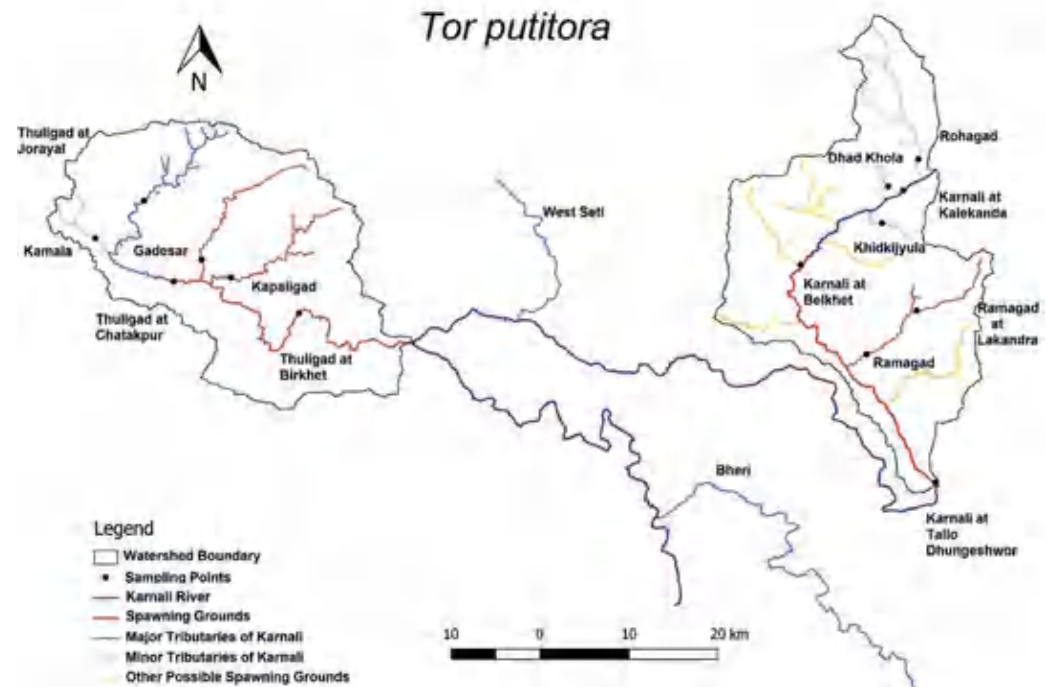 Tor putitora
N
Thuligad at
Jorayal
Kamala
Gadesar
Kapaligad
Thuligad at
Chatakpur
Thuligad at
Birkhet
West Seti
Bheri
Rohagad
Dhad Khola
Karnali at
Kalekanda
Khidkijyula
Karnali at
Belkhet
Ramagad
at
Lakandra
Ramagad
Karnali at
Tallo
Dhungeshwor
Legend
Watershed Boundary
Sampling Points
Karnali River
Spawning Grounds
Major Tributaries of Karnali
Minor Tributaries of Karnali
Other Possible Spawning Grounds
10 0 10 20 km